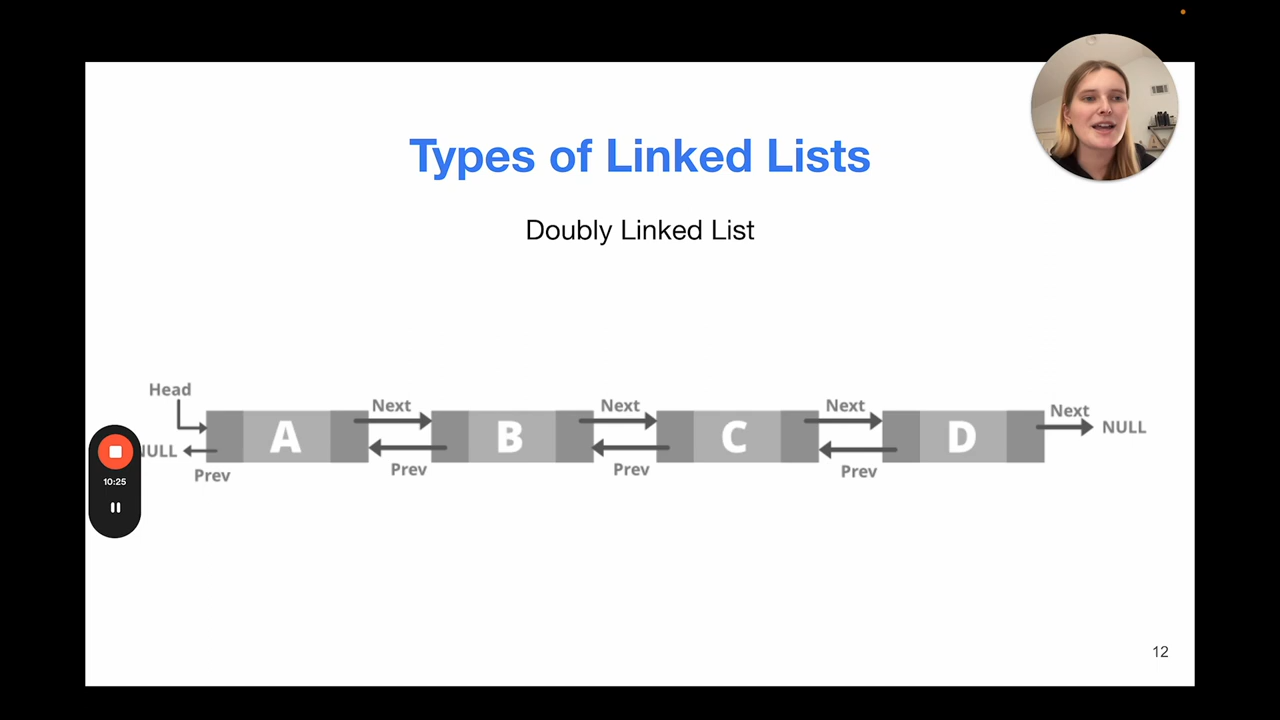 Types of Linked Lists
Doubly Linked List
Head
Next Next Next Next
A B C D
NULL NULL
Prev Prev Prev Prev
10:25
12